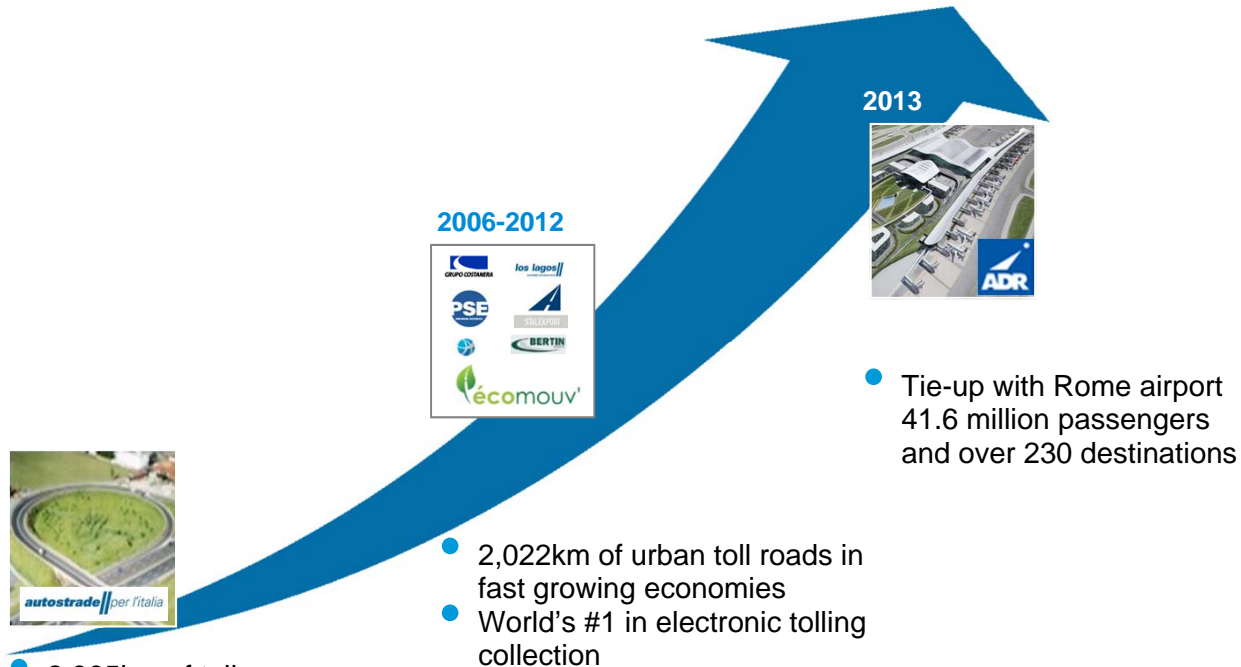 2013
ADR
2006-2012
GRUPO COSTANERA
los lagos
PSE
STALEXPORT
BERTIN
écomouv'
Tie-up with Rome airport
41.6 million passengers
and over 230 destinations
autostrade per l'italia
2,022km of urban toll roads in
fast growing economies
World's #1 in electronic tolling
collection